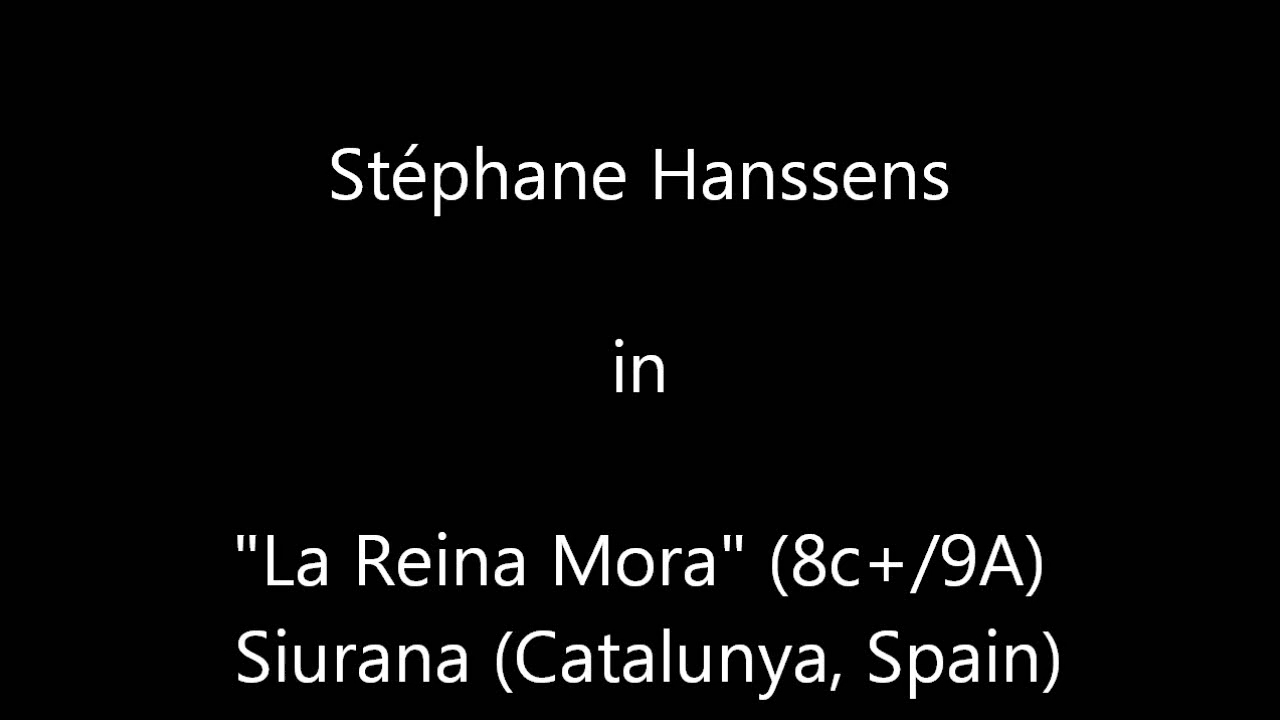 Stéphane Hanssens
in
"La Reina Mora" (8c+/9A)
Siurana (Catalunya, Spain)